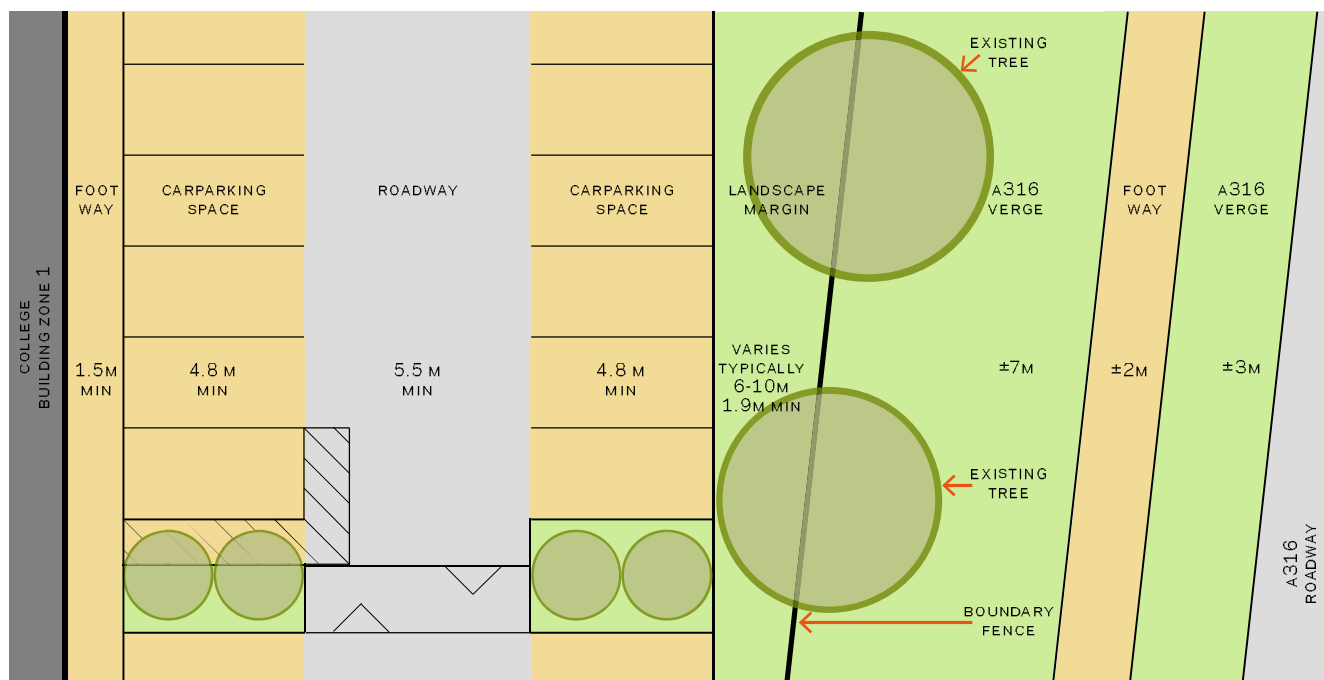 EXISTING
TREE
FOOT
WAY
CARPARKING
SPACE
ROADWAY
CARPARKING
SPACE
LANDSCAPE
MARGIN
A316
VERGE
FOOT
WAY
A316
VERGE
COLLEGE
BUILDING ZONE 1
1.5M
MIN
4.8 M
MIN
5.5 M
MIN
4.8 M
MIN
VARIES
TYPICALLY
6-10M
1.9M MIN
±7M
±2M
±3M
EXISTING
TREE
A316
ROADWAY
BOUNDARY
FENCE